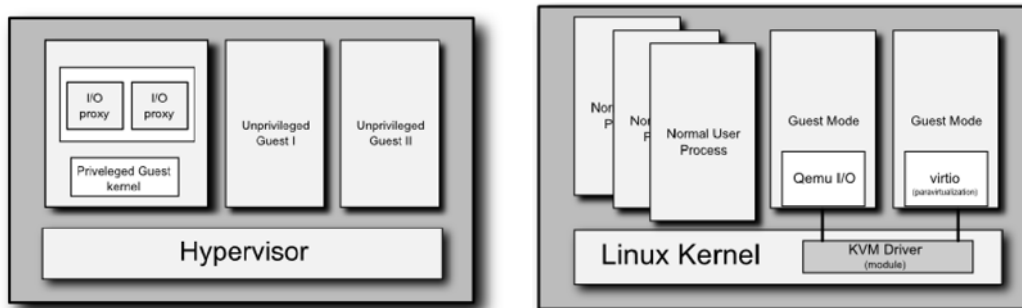 I/O
proxy
I/O
proxy
Priveleged Guest
kernel
Unprivileged
Guest I
Unprivileged
Guest II
Hypervisor
Normal User
Process
Guest Mode
Qemu I/O
Guest Mode
virtio
(paravirtualization)
Linux Kernel
KVM Driver
(module)